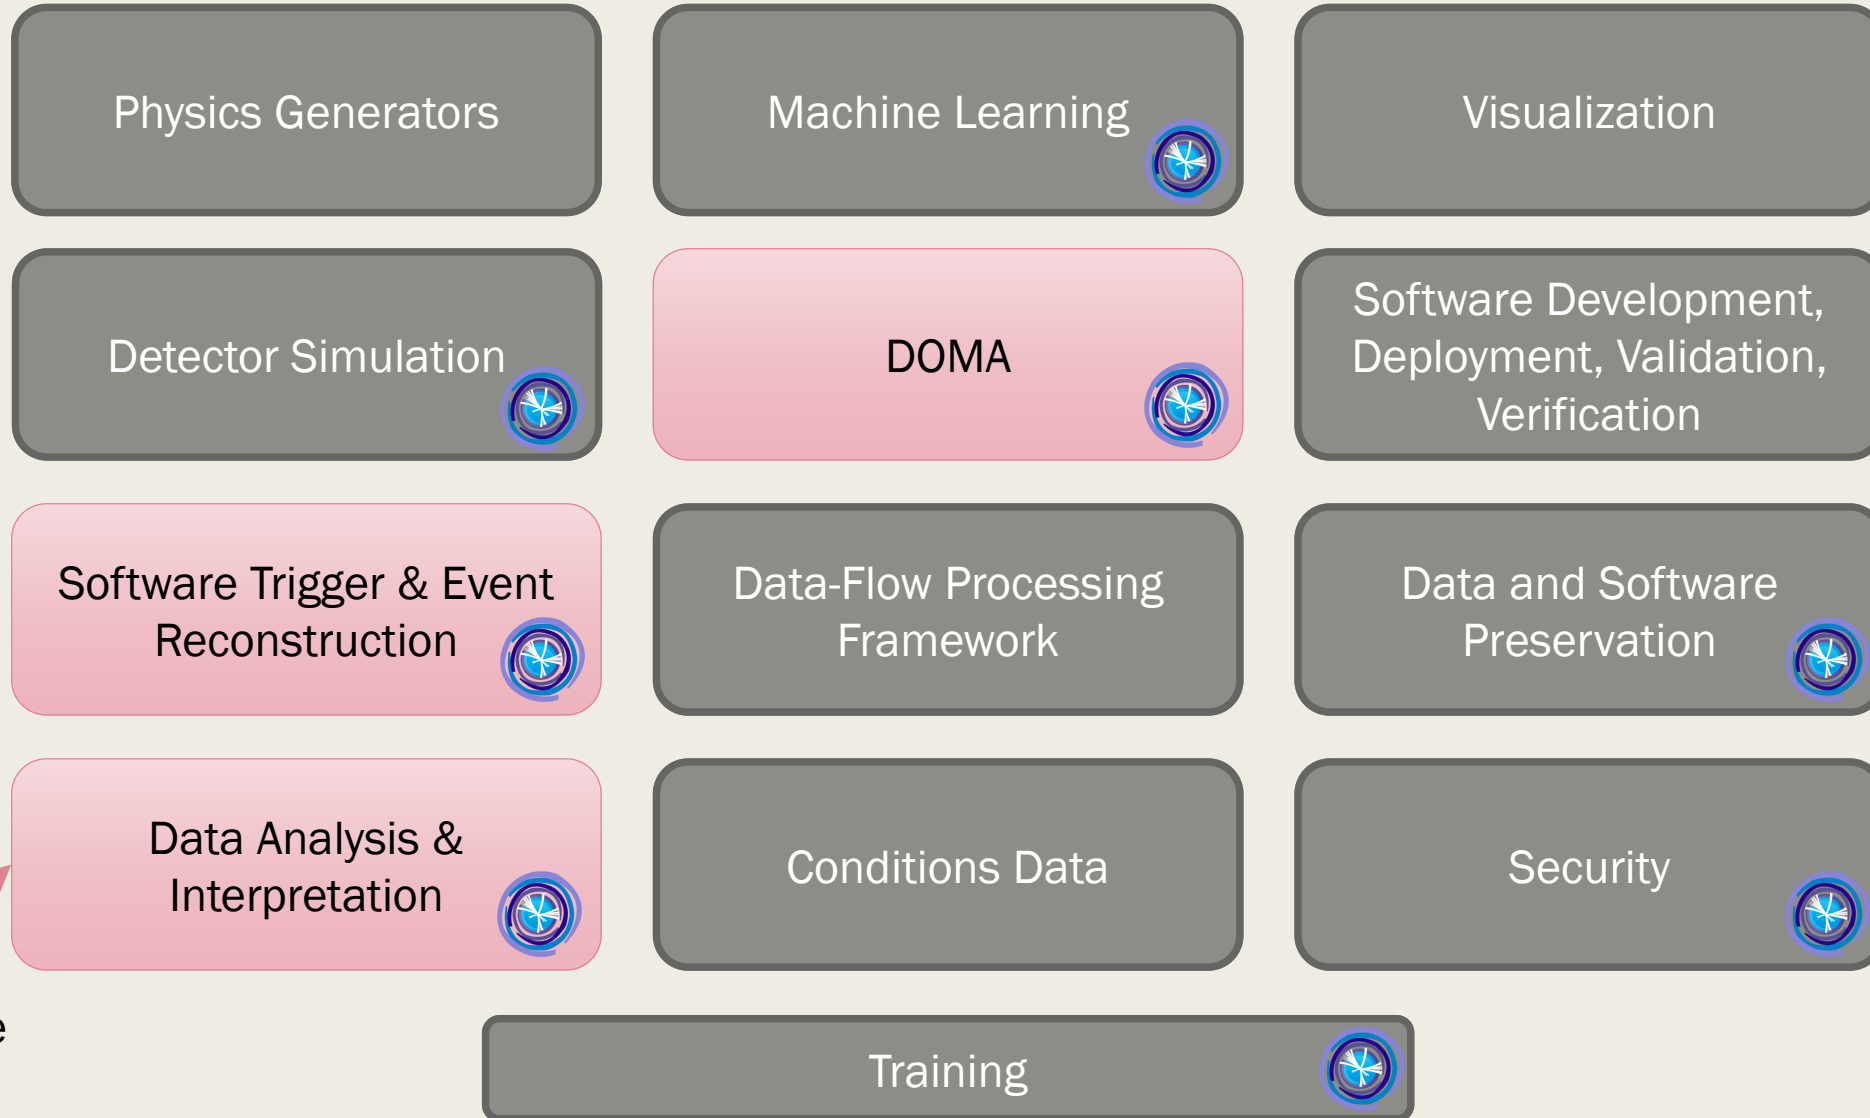 Physics Generators
Machine Learning
Visualization
Detector Simulation
DOMA
Software Development,
Deployment, Validation,
Verification
Software Trigger & Event
Reconstruction
Data-Flow Processing
Framework
Data and Software
Preservation
Data Analysis &
Interpretation
Conditions Data
Security
e
Training